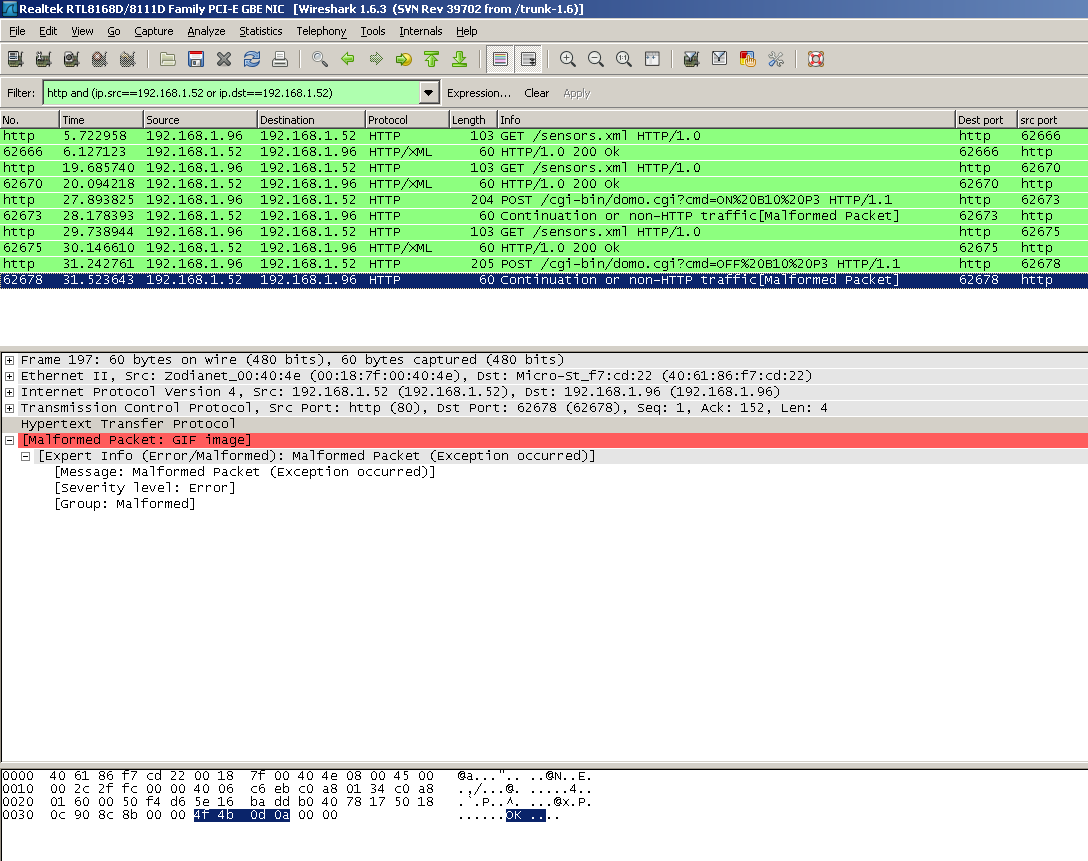 Realtek RTL8168D/8111D Family PCI-E GBE NIC [Wireshark 1.6.3 (SVN Rev 39702 from /trunk-1.6)]
File Edit View Go Capture Analyze Statistics Telephony Tools Internals Help
Filter: http and (ip.src==192.168.1.52 or ip.dst==192.168.1.52) Expression... Clear Apply
No. Time Source Destination Protocol Length Info Dest port src port
http 5.722958 192.168.1.96 192.168.1.52 HTTP 103 GET /sensors.xml HTTP/1.0 http 62666
62666 6.127123 192.168.1.52 192.168.1.96 HTTP/XML 60 HTTP/1.0 200 Ok 62666 http
http 19.685740 192.168.1.96 192.168.1.52 HTTP 103 GET /sensors.xml HTTP/1.0 http 62670
62670 20.094218 192.168.1.52 192.168.1.96 HTTP/XML 60 HTTP/1.0 200 Ok 62670 http
http 27.893825 192.168.1.96 192.168.1.52 HTTP 204 POST /cgi-bin/domo.cgi?cmd=ON%20B10%20P3 HTTP/1.1 http 62673
62673 28.178393 192.168.1.52 192.168.1.96 HTTP 60 Continuation or non-HTTP traffic[Malformed Packet] 62673 http
http 29.738944 192.168.1.96 192.168.1.52 HTTP 103 GET /sensors.xml HTTP/1.0 http 62675
62675 30.146610 192.168.1.52 192.168.1.96 HTTP/XML 60 HTTP/1.0 200 Ok 62675 http
http 31.242761 192.168.1.96 192.168.1.52 HTTP 205 POST /cgi-bin/domo.cgi?cmd=OFF%20B10%20P3 HTTP/1.1 http 62678
62678 31.523643 192.168.1.52 192.168.1.96 HTTP 60 Continuation or non-HTTP traffic[Malformed Packet] 62678 http
Frame 197: 60 bytes on wire (480 bits), 60 bytes captured (480 bits)
Ethernet II, Src: Zodianet_00:40:4e (00:18:7f:00:40:4e), Dst: Micro-St_f7:cd:22 (40:61:86:f7:cd:22)
Internet Protocol Version 4, Src: 192.168.1.52 (192.168.1.52), Dst: 192.168.1.96 (192.168.1.96)
Transmission Control Protocol, Src Port: http (80), Dst Port: 62678 (62678), Seq: 1, Ack: 152, Len: 4
Hypertext Transfer Protocol
[Malformed Packet: GIF image]
[Expert Info (Error/Malformed): Malformed Packet (Exception occurred)]
[Message: Malformed Packet (Exception occurred)]
[Severity level: Error]
[Group: Malformed]
0000 40 61 86 f7 cd 22 00 18 7f 00 40 4e 08 00 45 00 @a...".. ..@N..E.
0010 00 2c 2f fc 00 00 40 06 c6 eb c0 a8 01 34 c0 a8 .,/...@. .....4..
0020 01 60 00 50 f4 d6 5e 16 ba dd b0 40 78 17 50 18 .`.P..^. ...@x.P.
0030 0c 90 8c 8b 00 00 4f 4b 0d 0a 00 00 ......OK ....